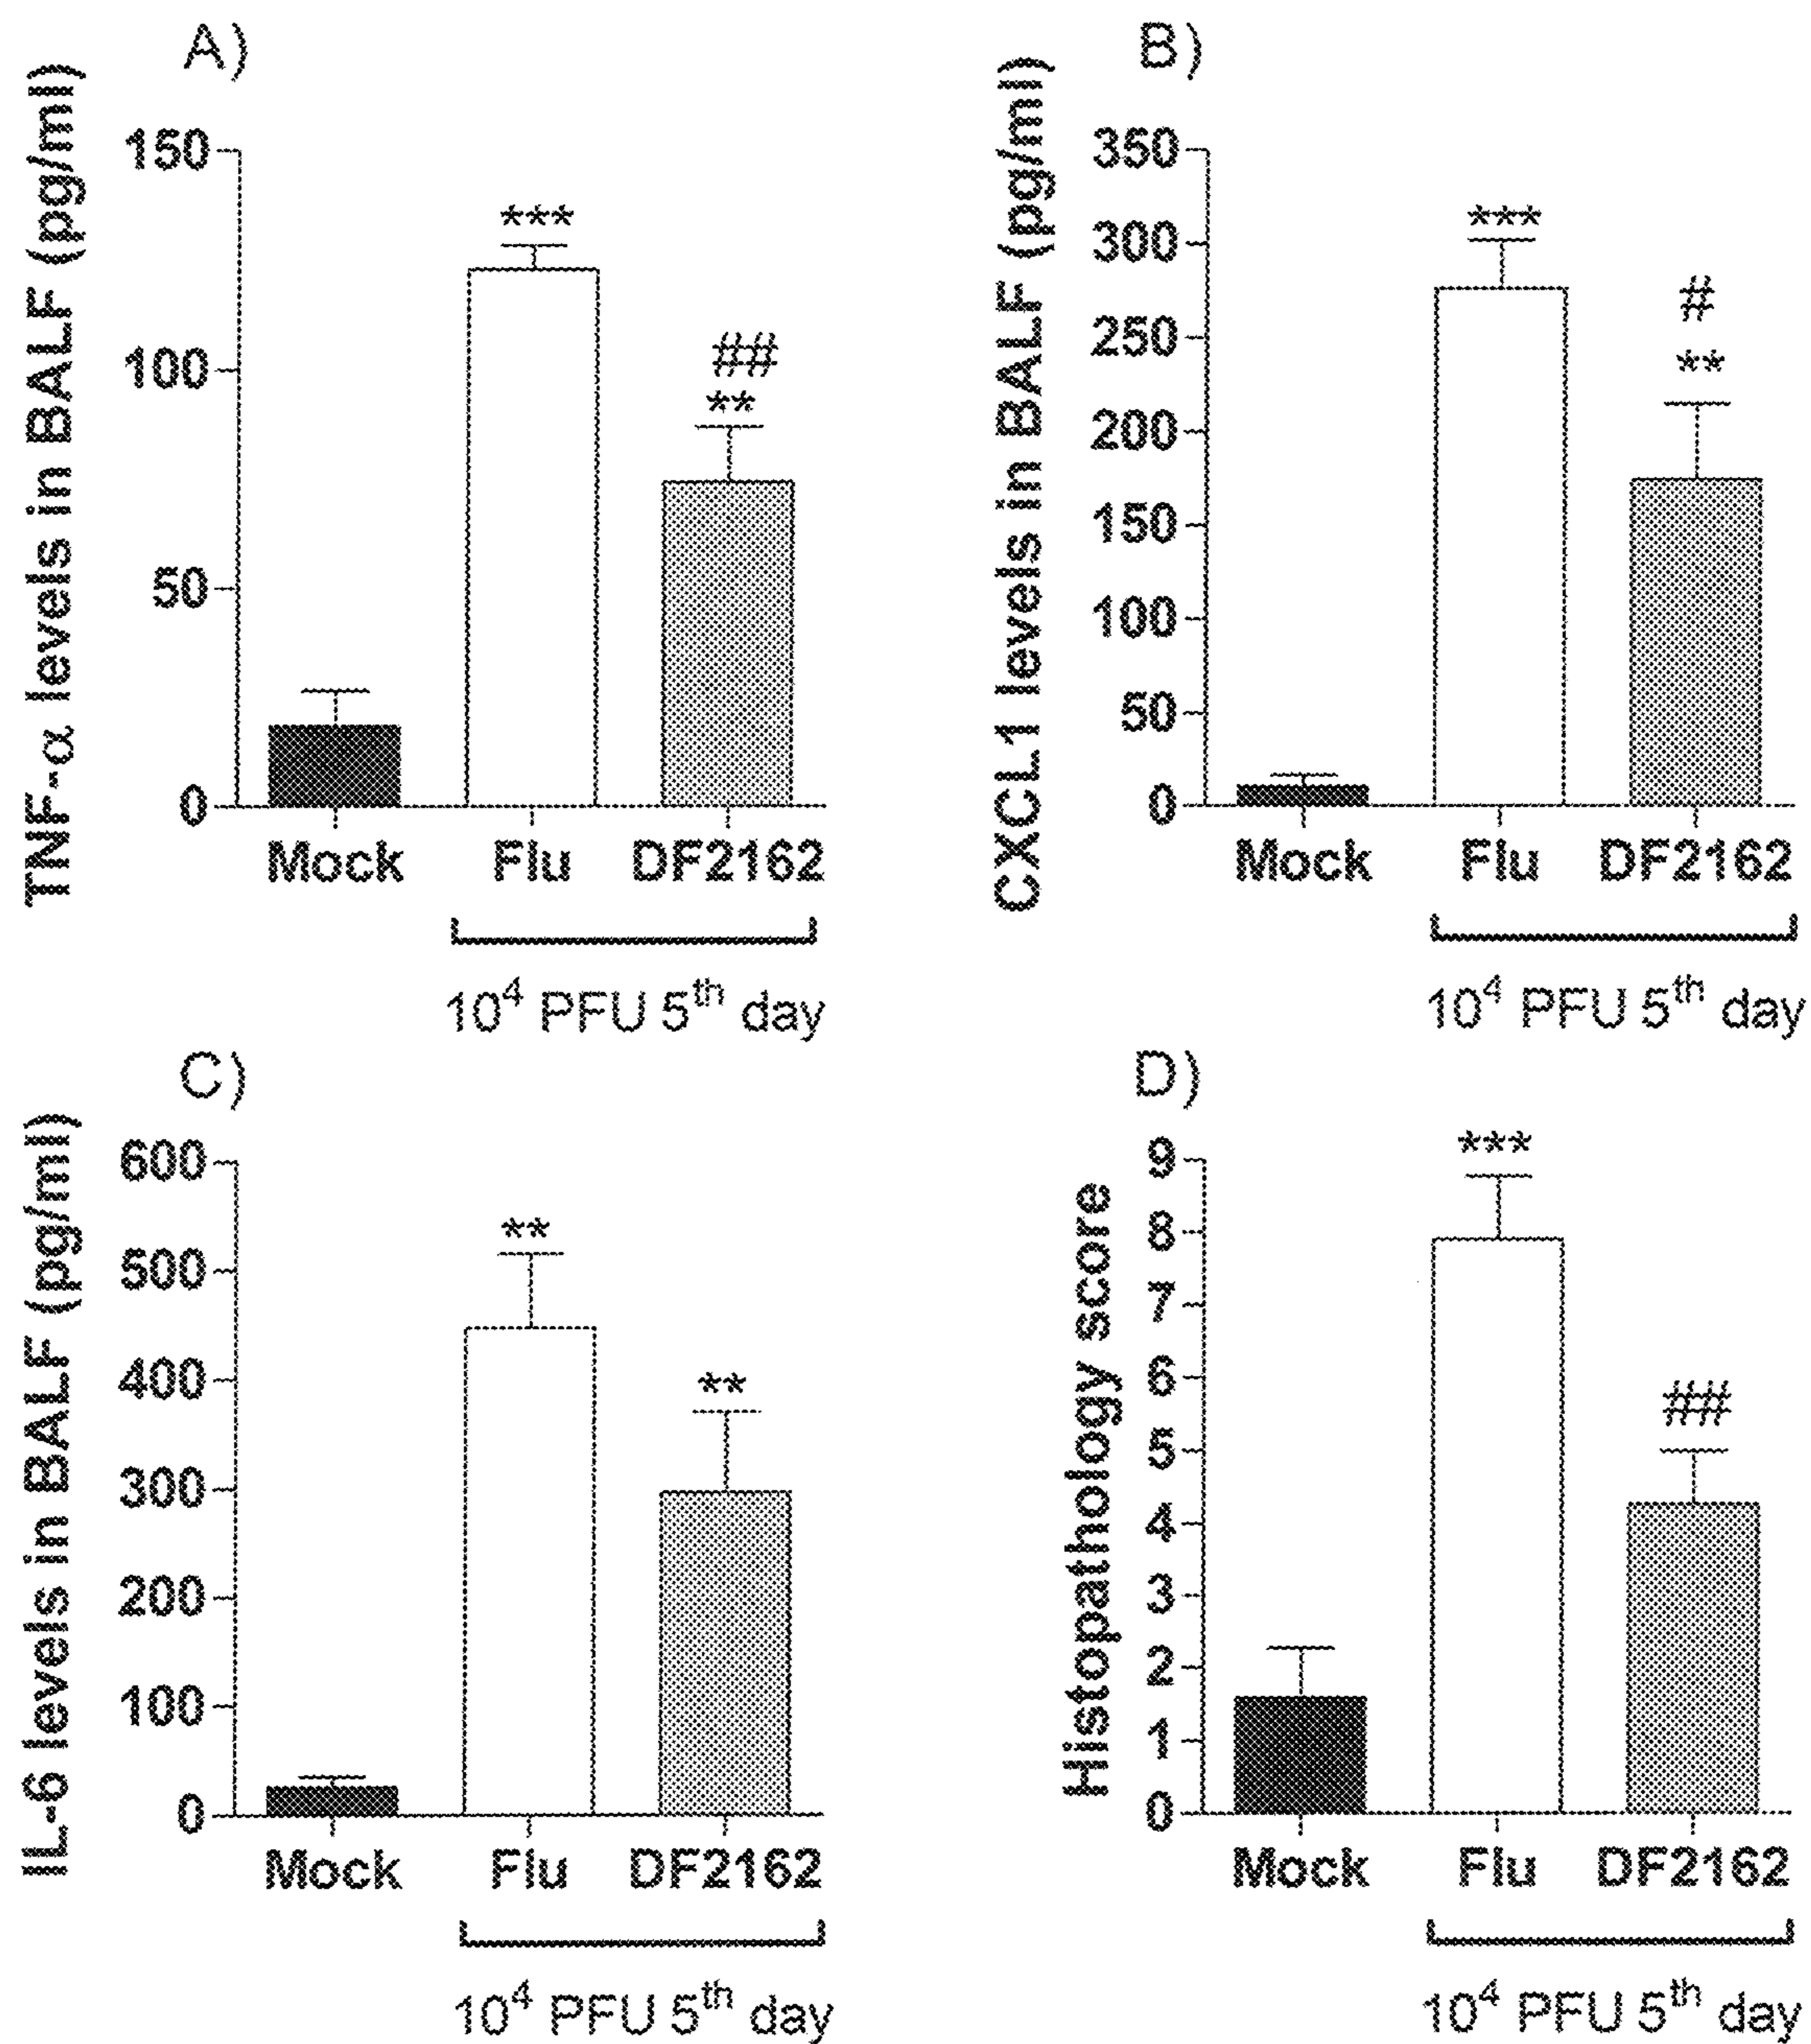 A)
TNF-α levels in BALF (pg/ml)
150
100
50
0
***
##
**
Mock Flu DF2162
10⁴ PFU 5ᵗʰ day
B)
CXCL1 levels in BALF (pg/ml)
350
300
250
200
150
100
50
0
***
#
**
Mock Flu DF2162
10⁴ PFU 5ᵗʰ day
C)
IL-6 levels in BALF (pg/ml)
600
500
400
300
200
100
0
**
**
Mock Flu DF2162
10⁴ PFU 5ᵗʰ day
D)
Histopathology score
9
8
7
6
5
4
3
2
1
0
***
##
Mock Flu DF2162
10⁴ PFU 5ᵗʰ day